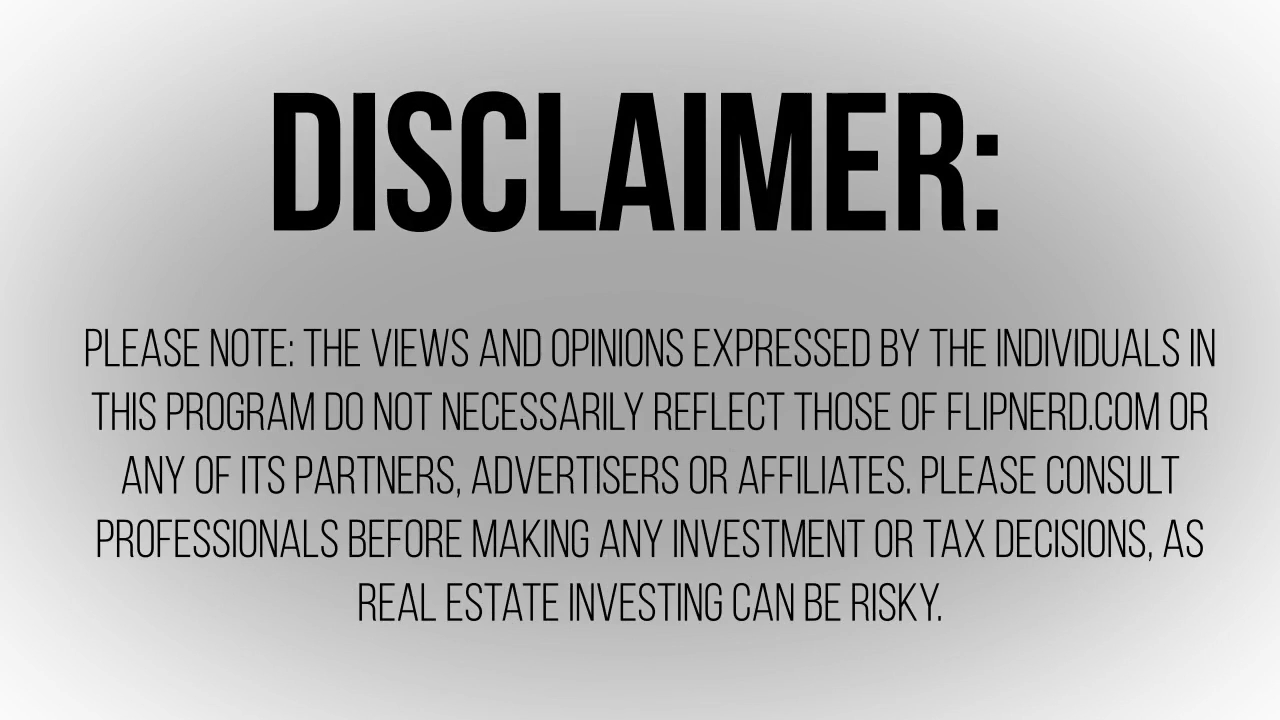 DISCLAIMER:
PLEASE NOTE: THE VIEWS AND OPINIONS EXPRESSED BY THE INDIVIDUALS IN
THIS PROGRAM DO NOT NECESSARILY REFLECT THOSE OF FLIPNERD.COM OR
ANY OF ITS PARTNERS, ADVERTISERS OR AFFILIATES. PLEASE CONSULT
PROFESSIONALS BEFORE MAKING ANY INVESTMENT OR TAX DECISIONS, AS
REAL ESTATE INVESTING CAN BE RISKY.